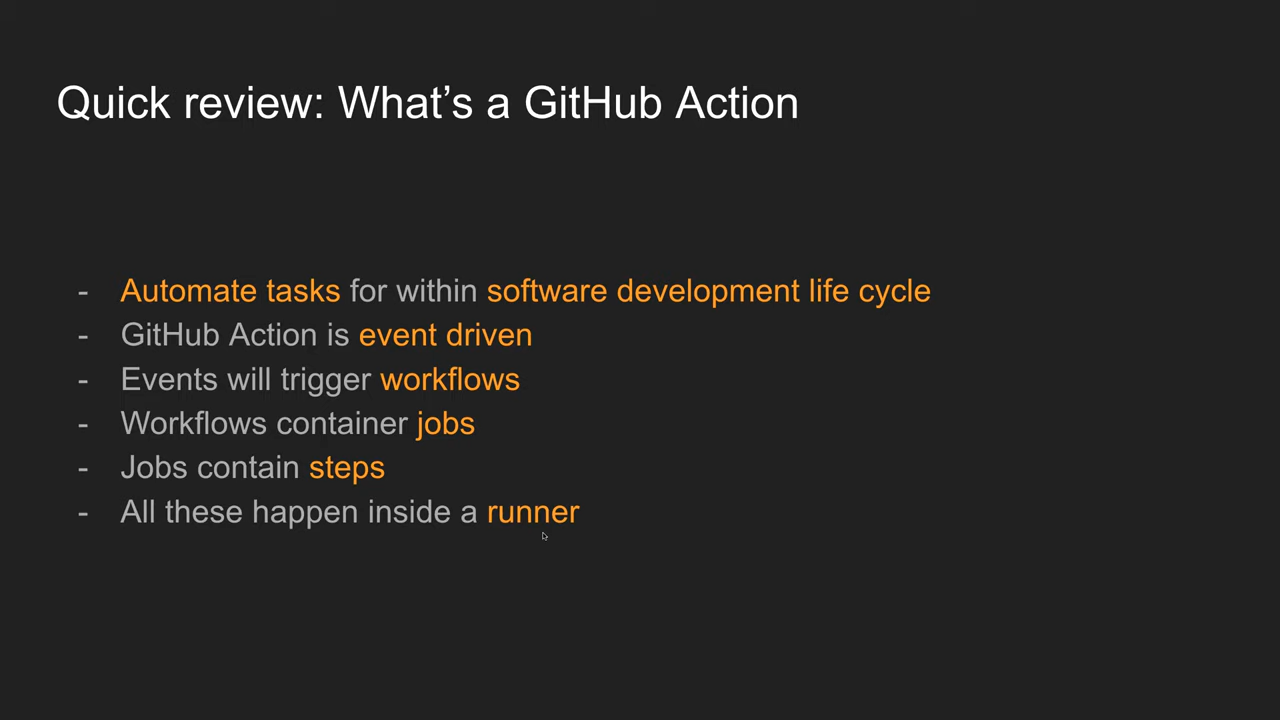 Quick review: What’s a GitHub Action
- Automate tasks for within software development life cycle
- GitHub Action is event driven
- Events will trigger workflows
- Workflows container jobs
- Jobs contain steps
- All these happen inside a runner